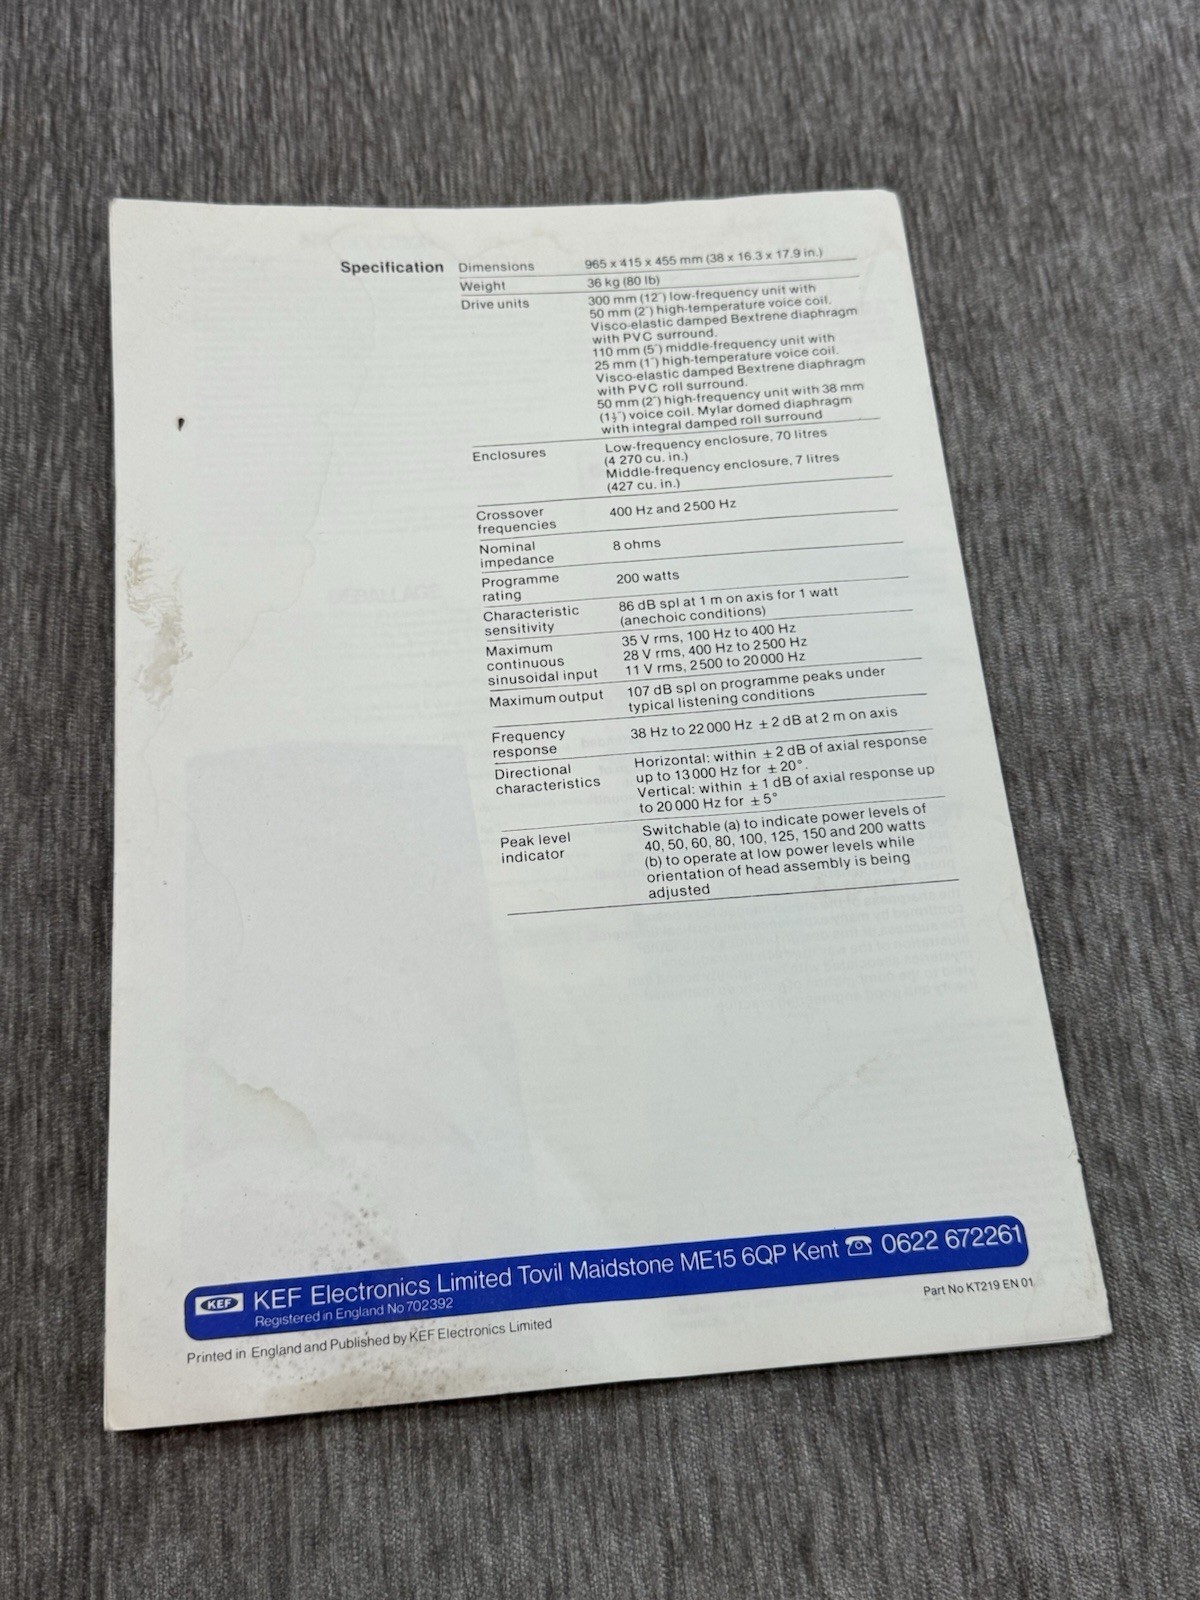 Specification
Dimensions 965 x 415 x 455 mm (38 x 16.3 x 17.9 in.)
Weight 36 kg (80 lb)
Drive units 300 mm (12″) low-frequency unit with
50 mm (2″) high-temperature voice coil.
Visco-elastic damped Bextrene diaphragm
with PVC surround.
110 mm (5″) middle-frequency unit with
25 mm (1″) high-temperature voice coil.
Visco-elastic damped Bextrene diaphragm
with PVC roll surround.
50 mm (2″) high-frequency unit with 38 mm
(1½″) voice coil. Mylar domed diaphragm
with integral damped roll surround
Enclosures Low-frequency enclosure, 70 litres
(4 270 cu. in.)
Middle-frequency enclosure, 7 litres
(427 cu. in.)
Crossover
frequencies
400 Hz and 2500 Hz
Nominal
impedance
8 ohms
Programme
rating
200 watts
Characteristic
sensitivity
86 dB spl at 1 m on axis for 1 watt
(anechoic conditions)
Maximum
continuous
sinusoidal input
35 V rms, 100 Hz to 400 Hz
28 V rms, 400 Hz to 2500 Hz
11 V rms, 2500 to 20000 Hz
Maximum output
107 dB spl on programme peaks under
typical listening conditions
Frequency
response
38 Hz to 22 000 Hz ± 2 dB at 2 m on axis
Directional
characteristics
Horizontal: within ± 2 dB of axial response
up to 13 000 Hz for ± 20°.
Vertical: within ± 1 dB of axial response up
to 20 000 Hz for ± 5°
Peak level
indicator
Switchable (a) to indicate power levels of
40, 50, 60, 80, 100, 125, 150 and 200 watts
(b) to operate at low power levels while
orientation of head assembly is being
adjusted
KEF KEF Electronics Limited Tovil Maidstone ME15 6QP Kent ☎ 0622 672261
Registered in England No 702392
Printed in England and Published by KEF Electronics Limited
Part No KT219 EN 01